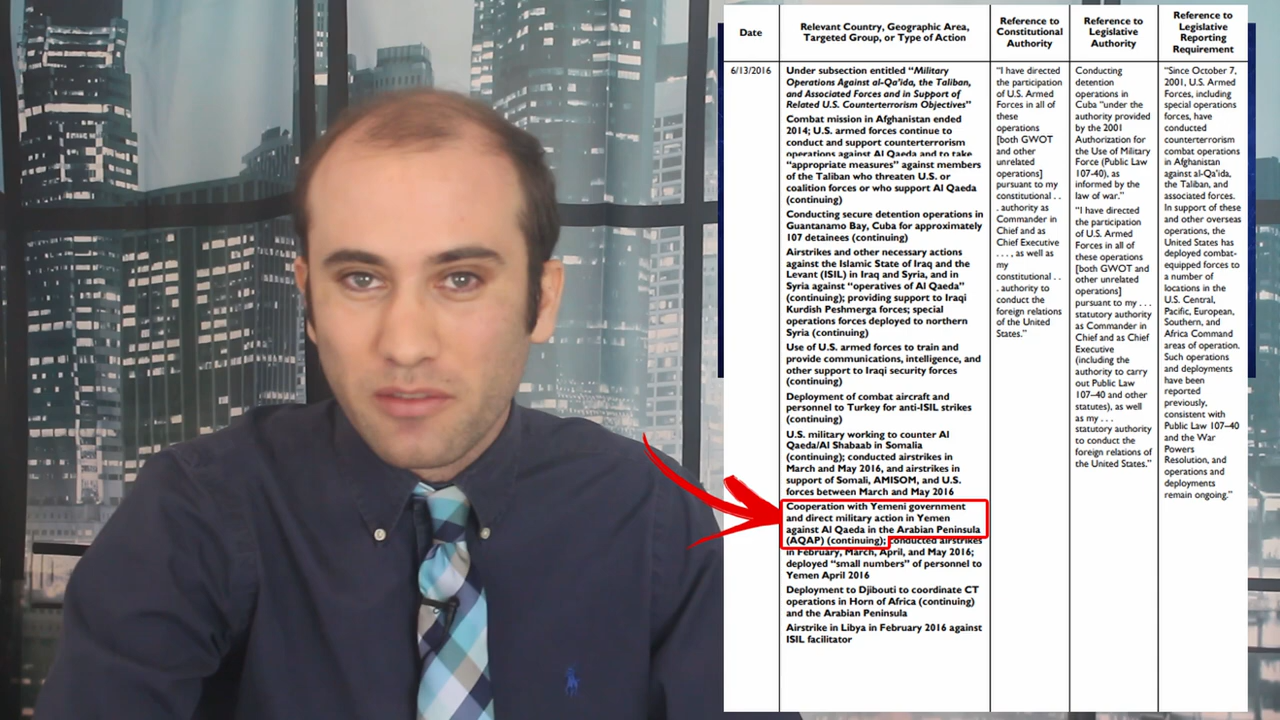 Date
Relevant Country, Geographic Area,
Targeted Group, or Type of Action
Reference to
Constitutional
Authority
Reference to
Legislative
Authority
Reference to
Legislative
Reporting
Requirement
6/13/2016
Under subsection entitled “Military
Operations Against al-Qa’ida, the Taliban,
and Associated Forces and in Support of
Related U.S. Counterterrorism Objectives”
Combat mission in Afghanistan ended
2014; U.S. armed forces continue to
conduct and support counterterrorism
operations against Al Qaeda and to take
“appropriate measures” against members
of the Taliban who threaten U.S. or
coalition forces or who support Al Qaeda
(continuing)
Conducting secure detention operations in
Guantanamo Bay, Cuba for approximately
107 detainees (continuing)
Airstrikes and other necessary actions
against the Islamic State of Iraq and the
Levant (ISIL) in Iraq and Syria, and in
Syria against “operatives of Al Qaeda”
(continuing); providing support to Iraqi
Kurdish Peshmerga forces; special
operations forces deployed to northern
Syria (continuing)
Use of U.S. armed forces to train and
provide communications, intelligence, and
other support to Iraqi security forces
(continuing)
Deployment of combat aircraft and
personnel to Turkey for anti-ISIL strikes
(continuing)
U.S. military working to counter Al
Qaeda/Al Shabaab in Somalia
(continuing); conducted airstrikes in
March and May 2016, and airstrikes in
support of Somali, AMISOM, and U.S.
forces between March and May 2016
Cooperation with Yemeni government
and direct military action in Yemen
against Al Qaeda in the Arabian Peninsula
(AQAP) (continuing); conducted airstrikes
in February, March, April, and May 2016;
deployed “small numbers” of personnel to
Yemen April 2016
Deployment to Djibouti to coordinate CT
operations in Horn of Africa (continuing)
and the Arabian Peninsula
Airstrike in Libya in February 2016 against
ISIL facilitator
“I have directed
the participation
of U.S. Armed
Forces in all of
these
operations
[both GWOT
and other
unrelated
operations]
pursuant to my
constitutional . .
. authority as
Commander in
Chief and as
Chief Executive
. . . , as well as
my
constitutional . .
. authority to
conduct the
foreign relations
of the United
States.”
Conducting
detention
operations in
Cuba “under the
authority provided
by the 2001
Authorization for
the Use of Military
Force (Public Law
107-40), as
informed by the
law of war.”
“I have directed
the participation
of U.S. Armed
Forces in all of
these operations
[both GWOT and
other unrelated
operations]
pursuant to my . . .
statutory authority
as Commander in
Chief and as Chief
Executive
(including the
authority to carry
out Public Law
107–40 and other
statutes), as well
as my . . .
statutory authority
to conduct the
foreign relations of
the United States.”
“Since October 7,
2001, U.S. Armed
Forces, including
special operations
forces, have
conducted
counterterrorism
combat operations
in Afghanistan
against al-Qa’ida,
the Taliban, and
associated forces.
In support of these
and other overseas
operations, the
United States has
deployed combat-
equipped forces to
a number of
locations in the
U.S. Central,
Pacific, European,
Southern, and
Africa Command
areas of operation.
Such operations
and deployments
have been
reported
previously,
consistent with
Public Law 107–40
and the War
Powers
Resolution, and
operations and
deployments
remain ongoing.”